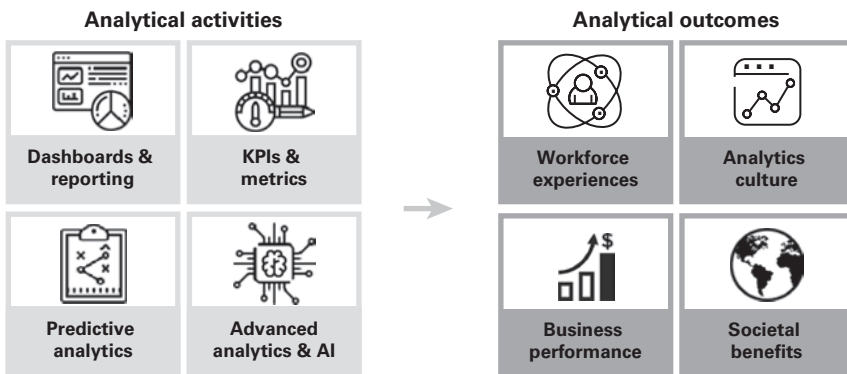 Analytical activities
Dashboards &
reporting
KPIs &
metrics
Predictive
analytics
Advanced
analytics & AI
Analytical outcomes
Workforce
experiences
Analytics
culture
$
Business
performance
Societal
benefits